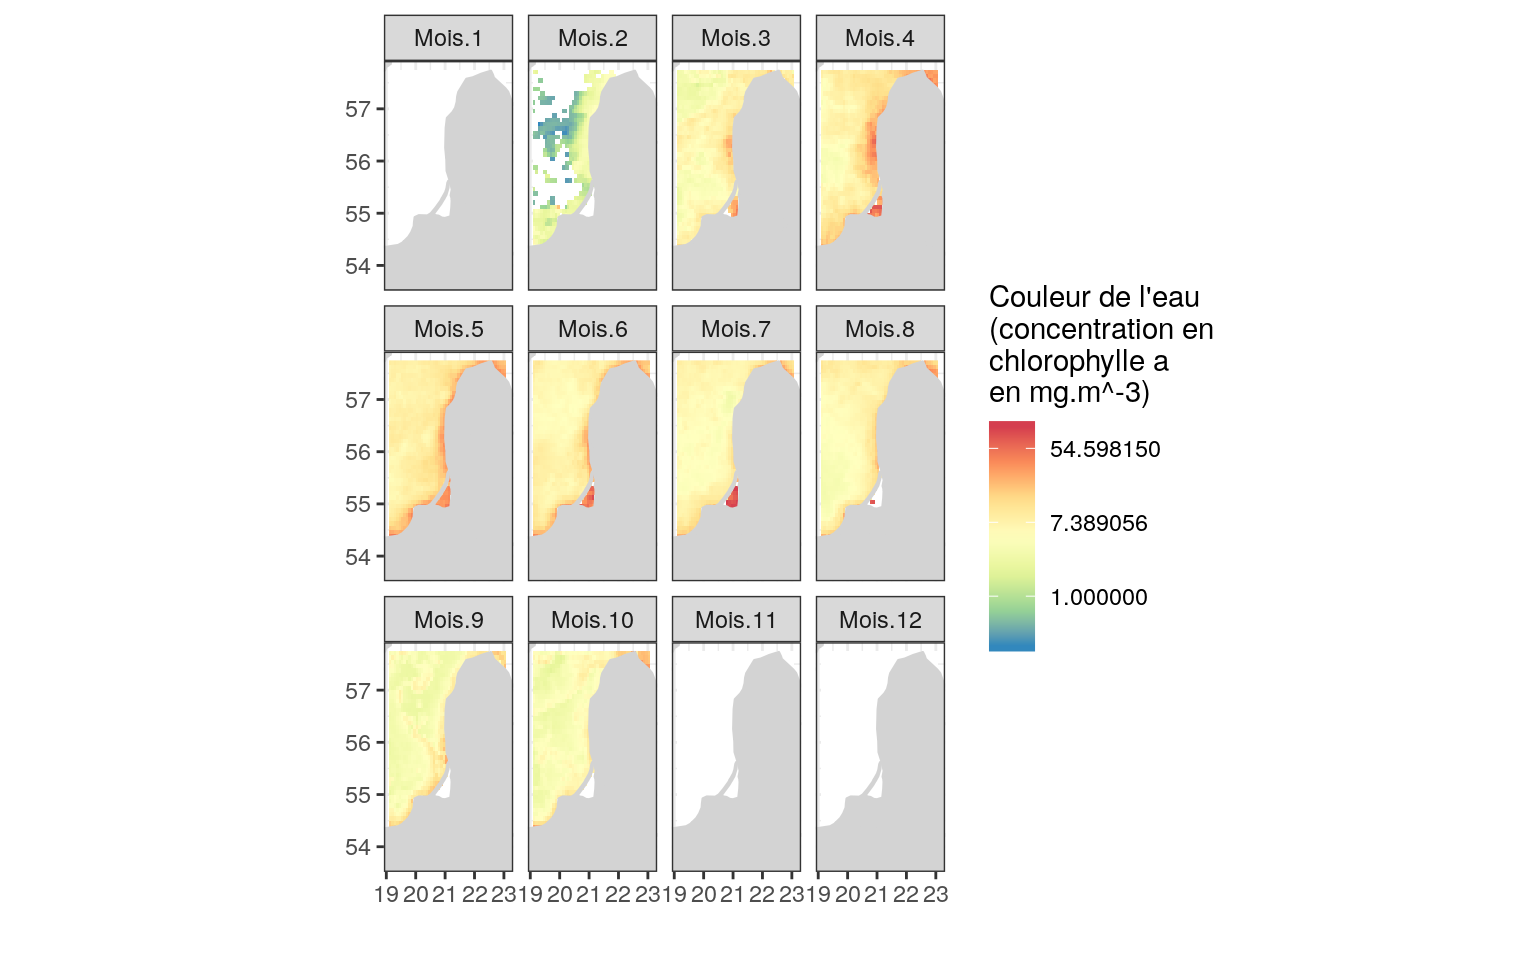 Mois.1 Mois.2 Mois.3 Mois.4
57
56
55
54
Mois.5 Mois.6 Mois.7 Mois.8
57
56
55
54
Mois.9 Mois.10 Mois.11 Mois.12
57
56
55
54
19 20 21 22 23 19 20 21 22 23 19 20 21 22 23 19 20 21 22 23
Couleur de l'eau
(concentration en
chlorophylle a
en mg.m^-3)
54.598150
7.389056
1.000000